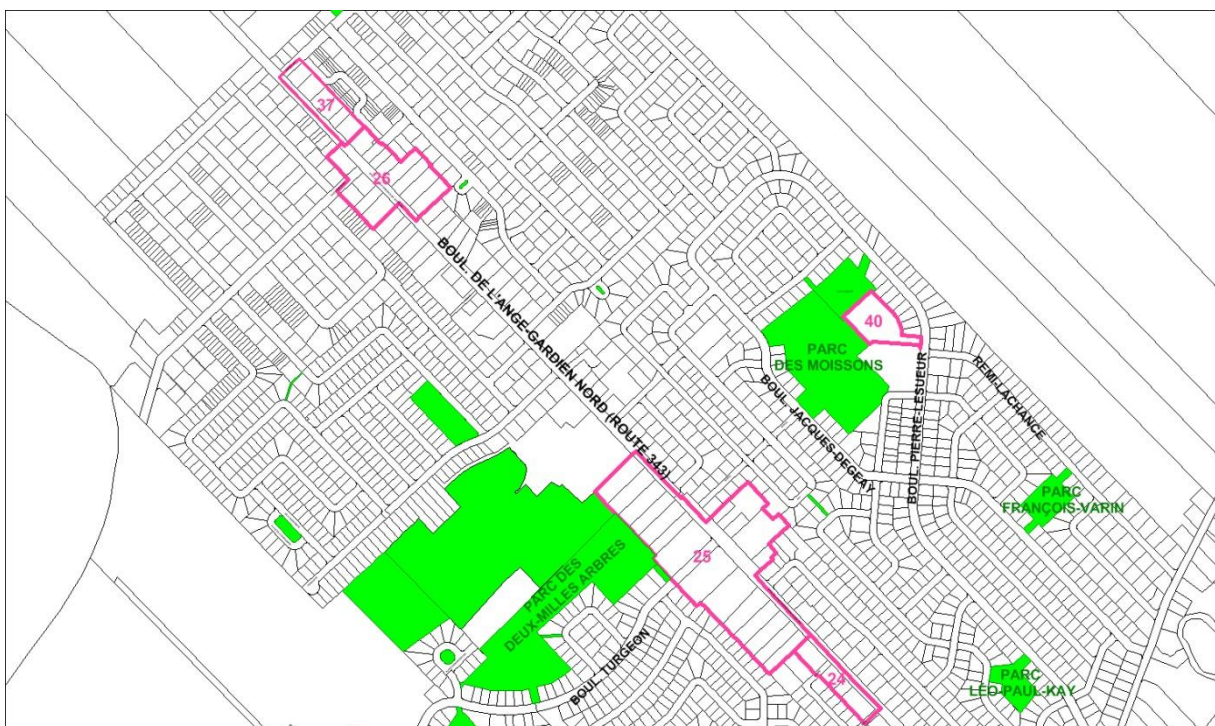 37
26
BOUL. DE L'ANGE-GARDIEN NORD (ROUTE 343)
40
PARC
DES MOISSONS
BOUL. JACQUES-DEGEAY
BOUL. PIERRE-LESUEUR
REMI-LACHANCE
PARC
FRANÇOIS-VARIN
25
PARC DES
DEUX-MILLES ARBRES
BOUL. TURGEON
24
PARC
LÉO-PAUL-KAY